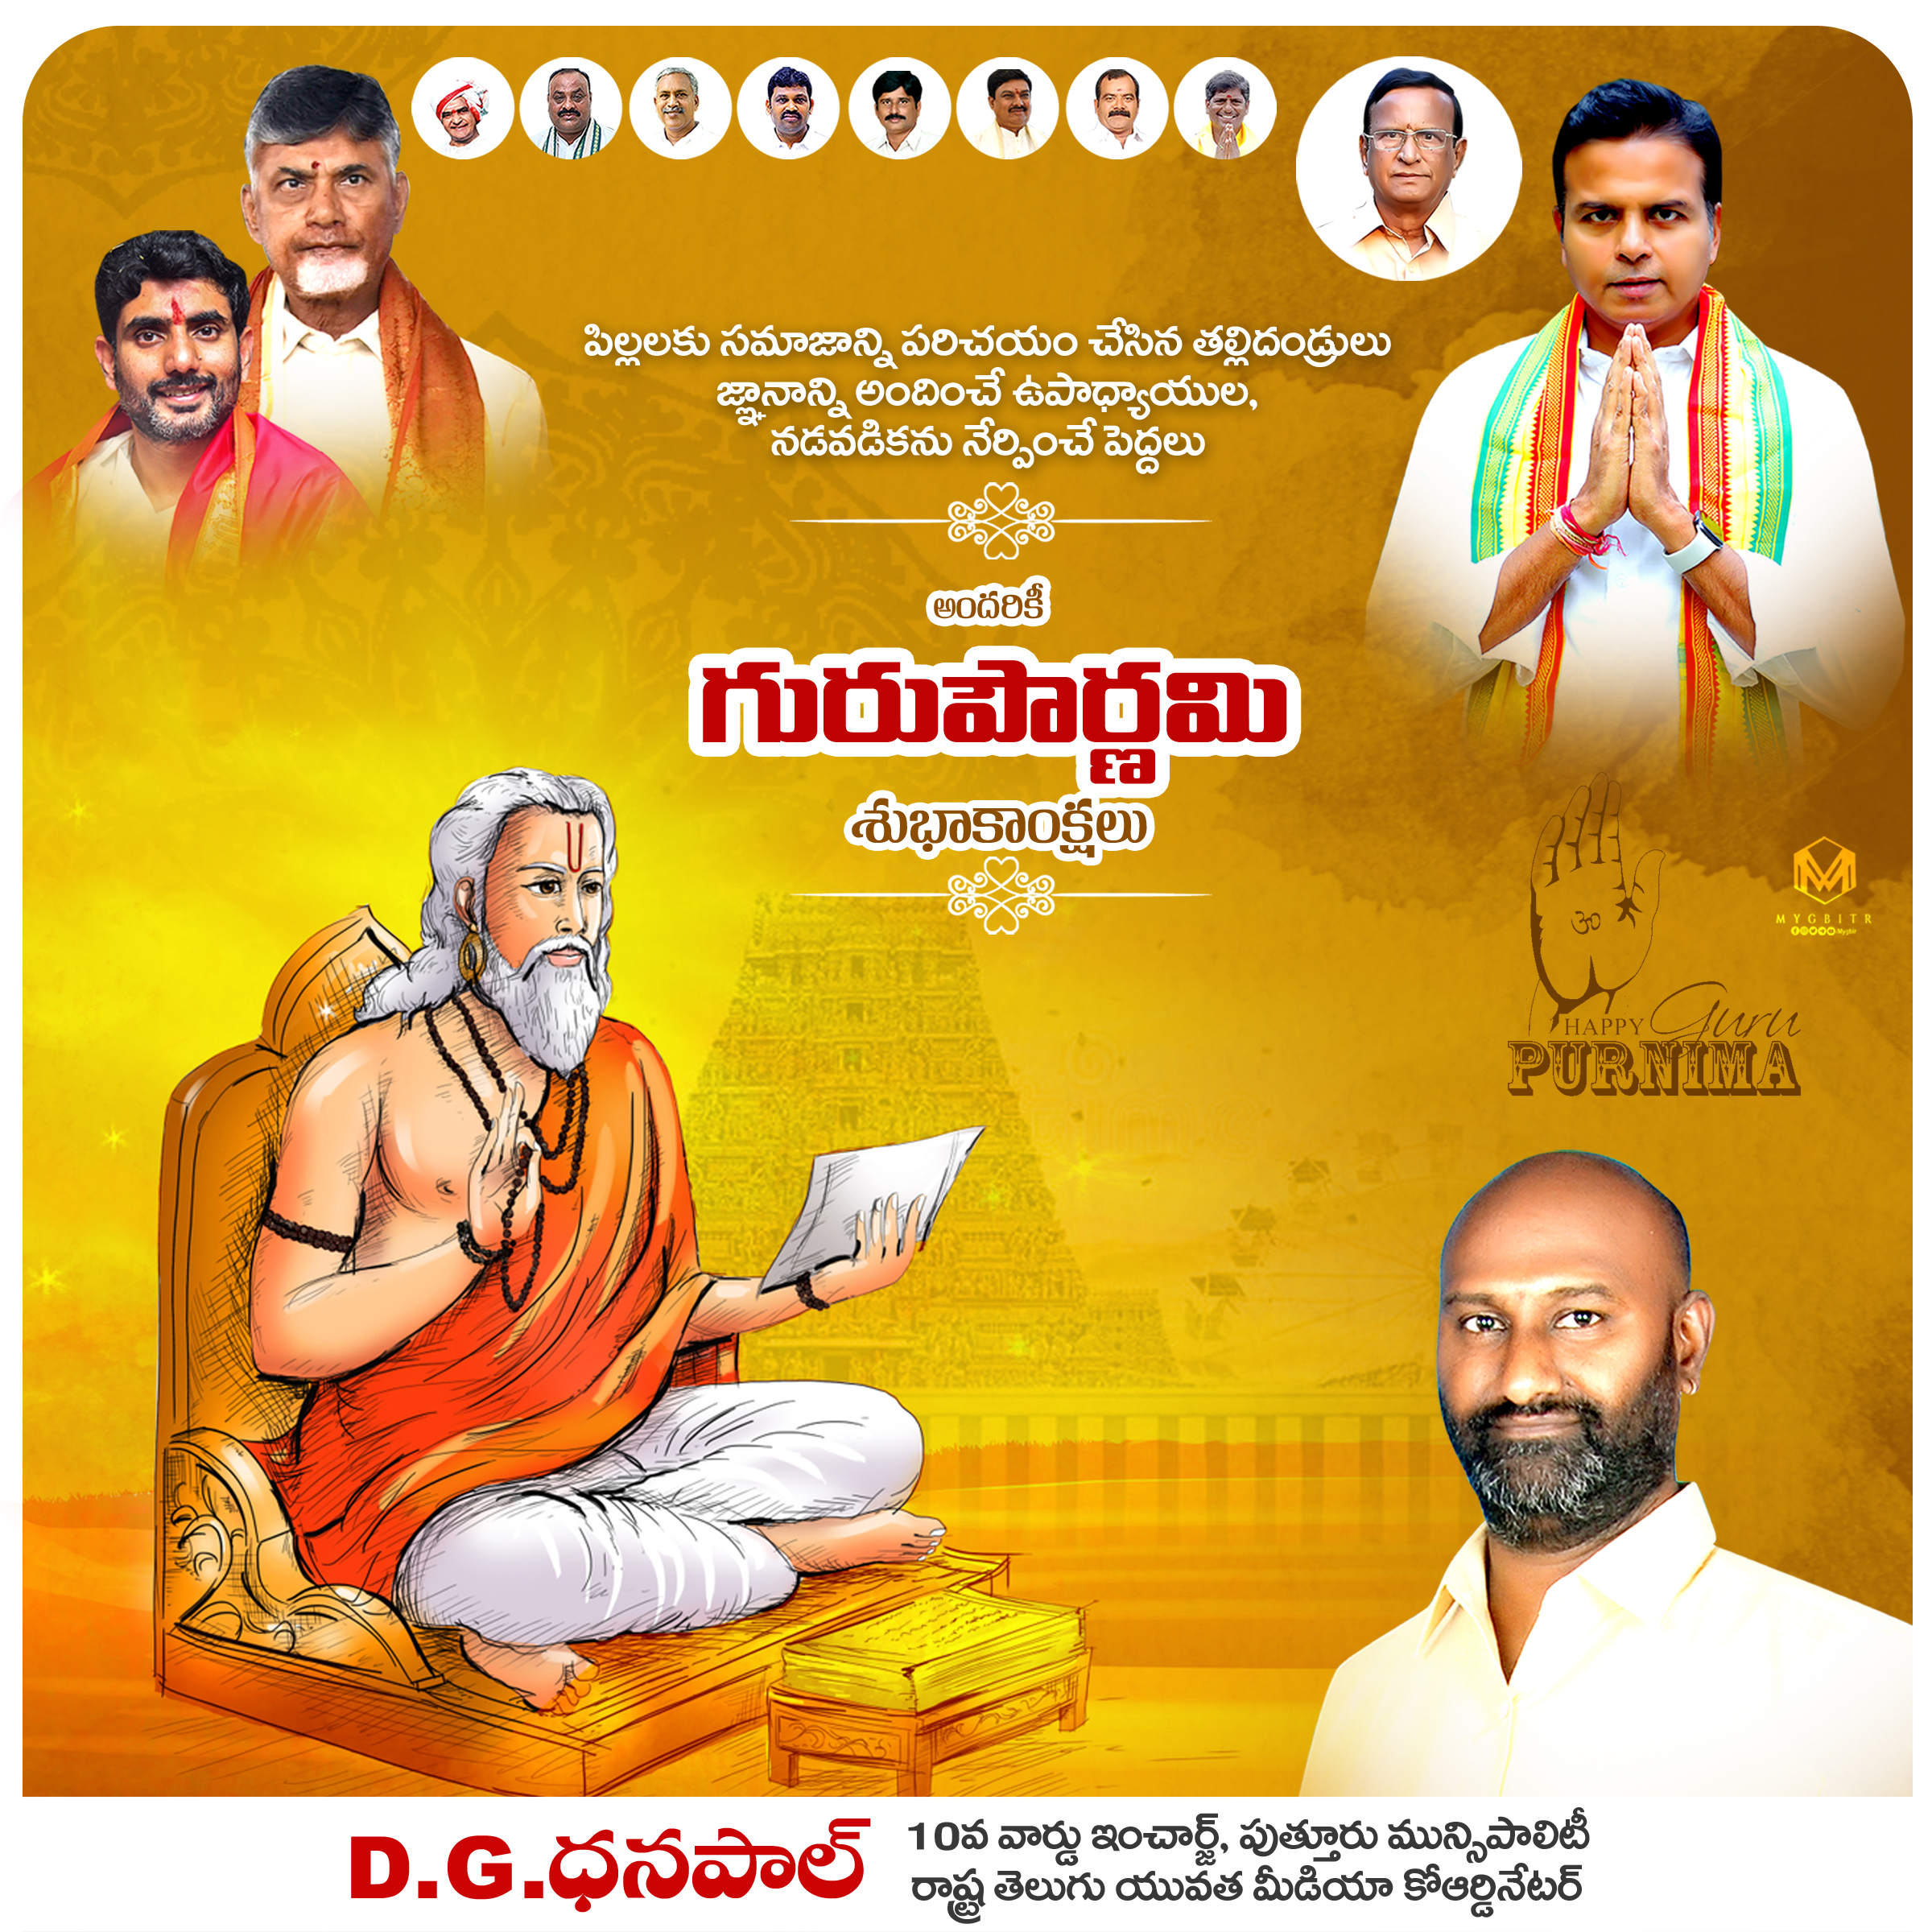 పిల్లలకు సమాజాన్ని పరిచయం చేసిన తల్లిదండ్రులు
జ్ఞానాన్ని అందించే ఉపాధ్యాయుల,
నడవడికను నేర్పించే పెద్దలు
అందరికీ
గురుపౌర్ణమి
శుభాకాంక్షలు
ॐ
MYGBITR
HAPPY Guru
PURNIMA
D.G.ధనపాల్
10వ వార్డు ఇంచార్జ్, పుత్తూరు మున్సిపాలిటీ
రాష్ట్ర తెలుగు యువత మీడియా కోఆర్డినేటర్